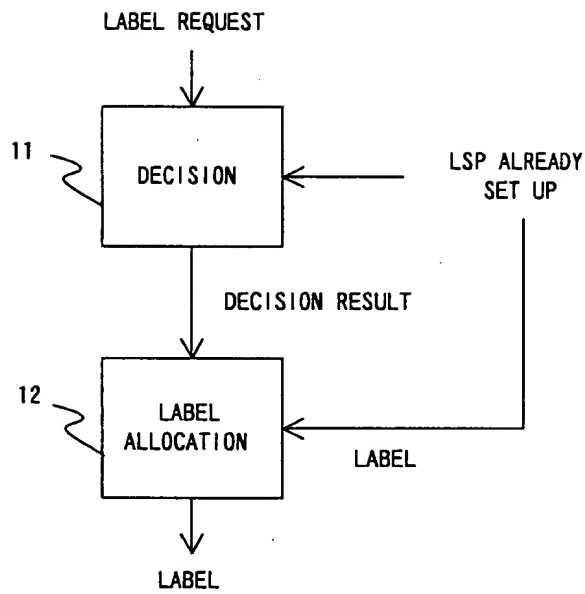 LABEL REQUEST
11
DECISION
LSP ALREADY
SET UP
DECISION RESULT
12
LABEL
ALLOCATION
LABEL
LABEL